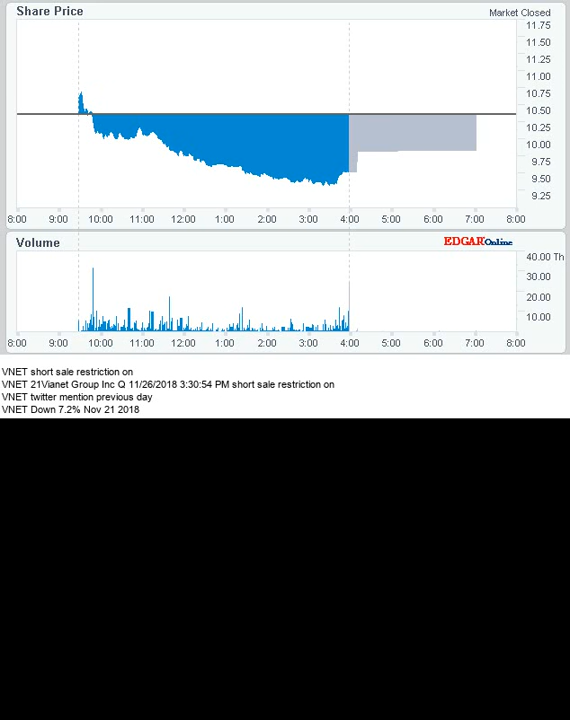 Share Price
Market Closed
11.75
11.50
11.25
11.00
10.75
10.50
10.25
10.00
9.75
9.50
9.25
8:00 9:00 10:00 11:00 12:00 1:00 2:00 3:00 4:00 5:00 6:00 7:00 8:00
Volume
EDGAROnline
40.00 Th
30.00
20.00
10.00
8:00 9:00 10:00 11:00 12:00 1:00 2:00 3:00 4:00 5:00 6:00 7:00 8:00
VNET short sale restriction on
VNET 21Vianet Group Inc Q 11/26/2018 3:30:54 PM short sale restriction on
VNET twitter mention previous day
VNET Down 7.2% Nov 21 2018